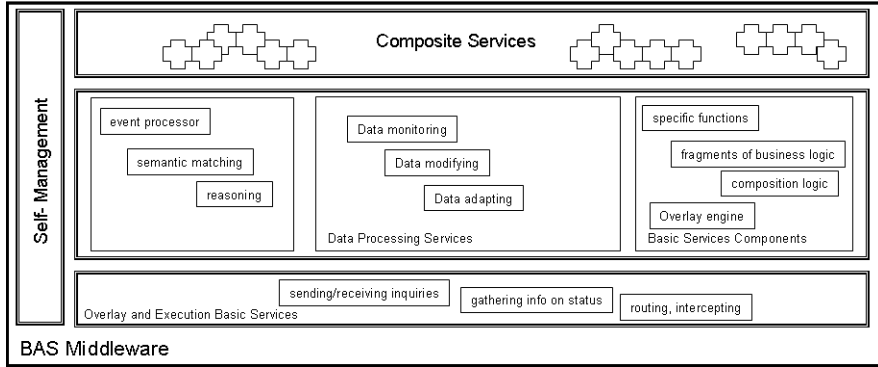 Self- Management
Composite Services
event processor
semantic matching
reasoning
Data monitoring
Data modifying
Data adapting
Data Processing Services
specific functions
fragments of business logic
composition logic
Overlay engine
Basic Services Components
sending/receiving inquiries
gathering info on status
routing, intercepting
Overlay and Execution Basic Services
BAS Middleware